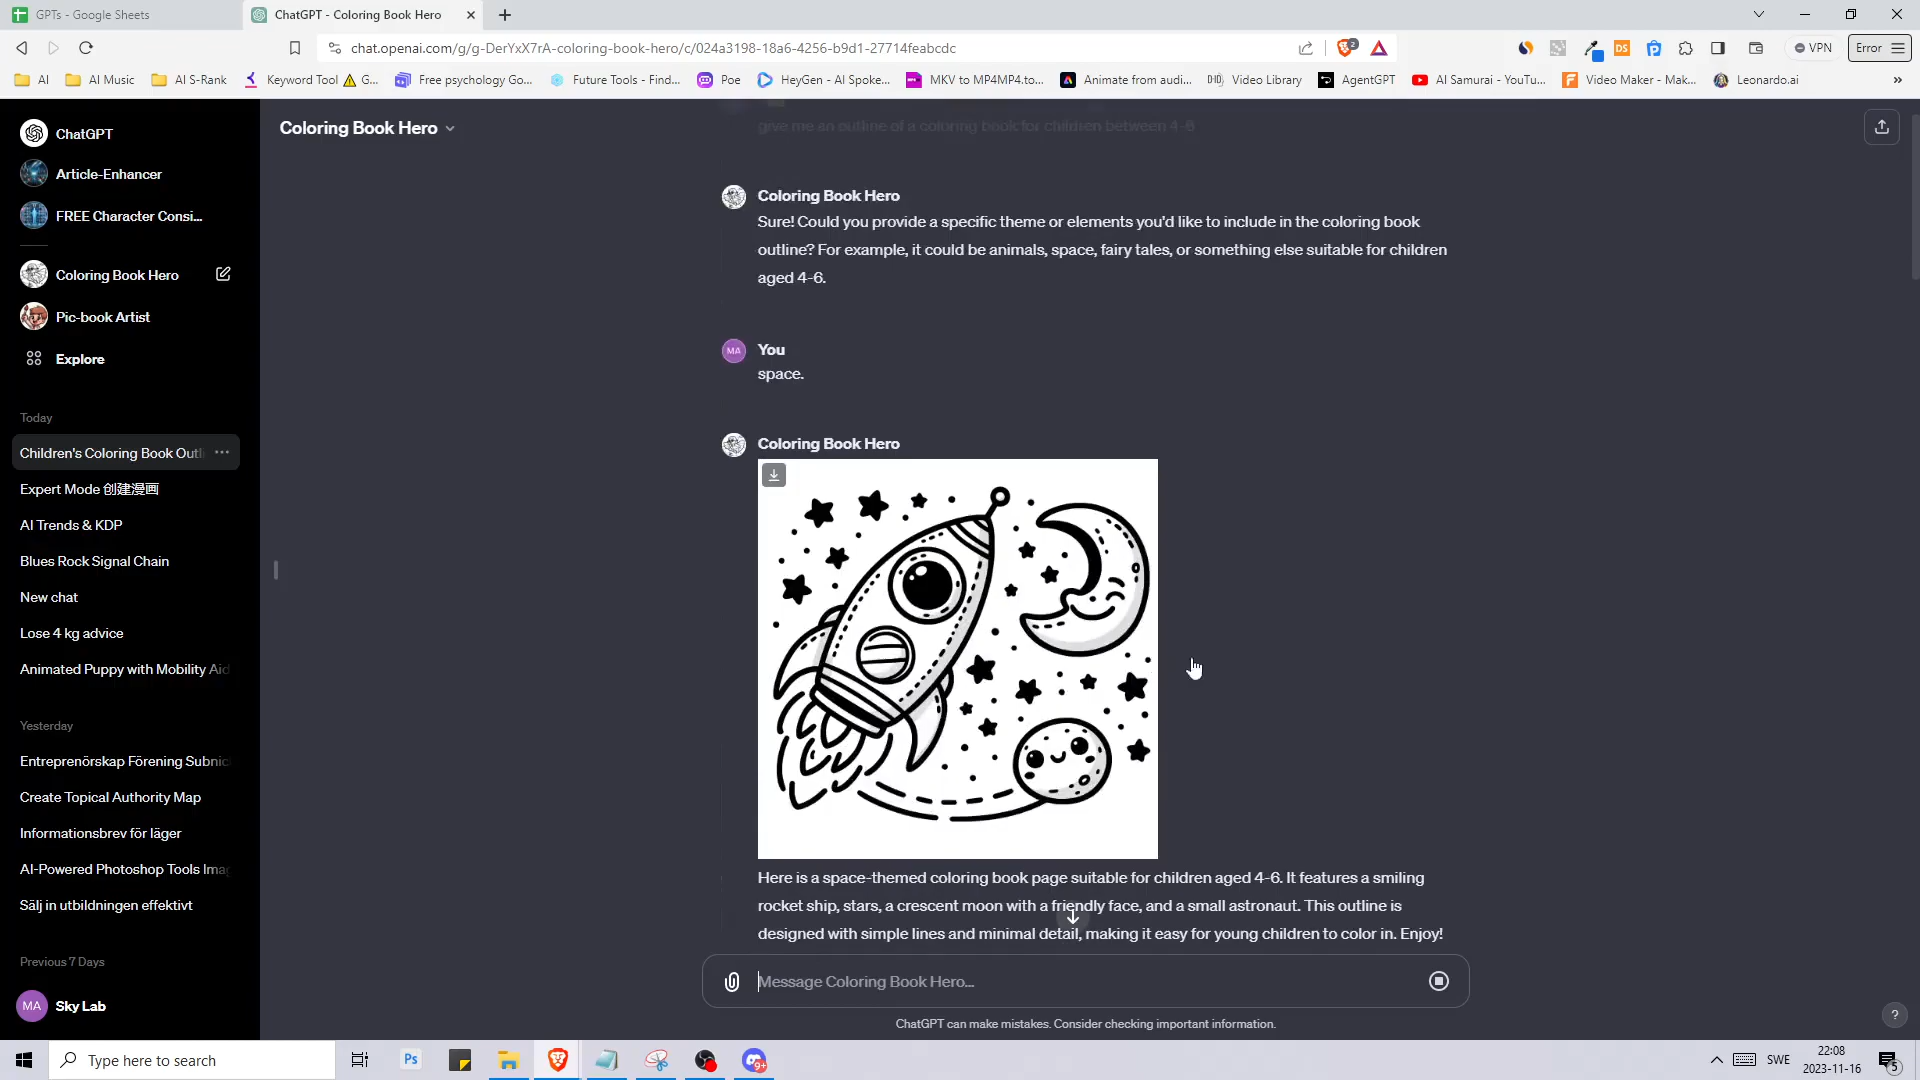 GPTs - Google Sheets
ChatGPT - Coloring Book Hero
chat.openai.com/g/g-DerYxX7rA-coloring-book-hero/c/024a3198-18a6-4256-b9d1-27714feabcdc
2
DS
VPN
Error
AI
AI Music
AI S-Rank
Keyword Tool
G...
Free psychology Go...
Future Tools - Find...
Poe
HeyGen - AI Spoke...
MKV to MP4MP4.to...
Animate from audi...
Video Library
AgentGPT
AI Samurai - YouTu...
Video Maker - Mak...
Leonardo.ai
»
ChatGPT
Article-Enhancer
FREE Character Consi...
Coloring Book Hero
Pic-book Artist
Explore
Today
Children's Coloring Book Outl
Expert Mode 创建漫画
AI Trends & KDP
Blues Rock Signal Chain
New chat
Lose 4 kg advice
Animated Puppy with Mobility Aid
Yesterday
Entreprenörskap Förening Subnic
Create Topical Authority Map
Informationsbrev för läger
AI-Powered Photoshop Tools Imag
Sälj in utbildningen effektivt
Previous 7 Days
MA
Sky Lab
Coloring Book Hero
give me an outline of a coloring book for children between 4-6
Coloring Book Hero
Sure! Could you provide a specific theme or elements you'd like to include in the coloring book
outline? For example, it could be animals, space, fairy tales, or something else suitable for children
aged 4-6.
MA
You
space.
Coloring Book Hero
Here is a space-themed coloring book page suitable for children aged 4-6. It features a smiling
rocket ship, stars, a crescent moon with a friendly face, and a small astronaut. This outline is
designed with simple lines and minimal detail, making it easy for young children to color in. Enjoy!
Message Coloring Book Hero...
ChatGPT can make mistakes. Consider checking important information.
?
Type here to search
Ps
9+
SWE
22:08
2023-11-16
5